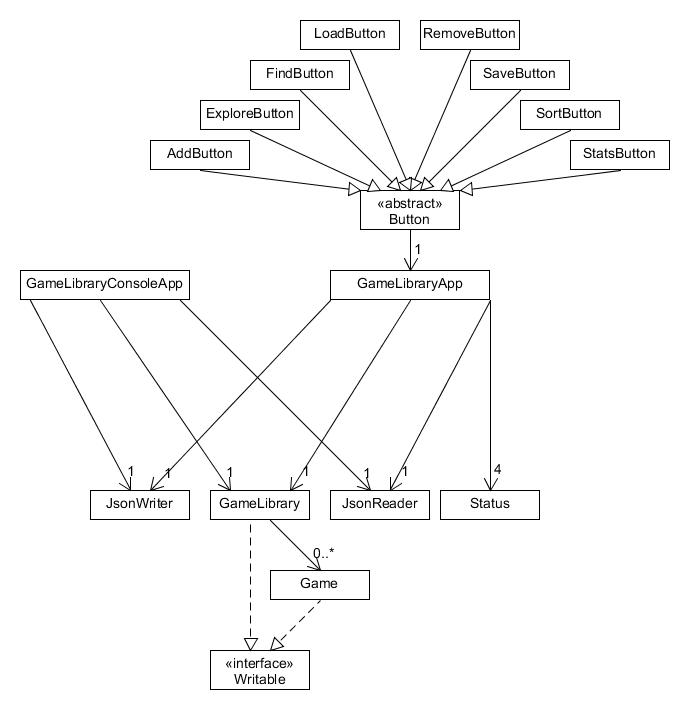 LoadButton
RemoveButton
FindButton
SaveButton
ExploreButton
SortButton
AddButton
StatsButton
«abstract»
Button
1
GameLibraryConsoleApp
GameLibraryApp
1
1
1
1
1
1
4
JsonWriter
GameLibrary
JsonReader
Status
0..*
Game
«interface»
Writable